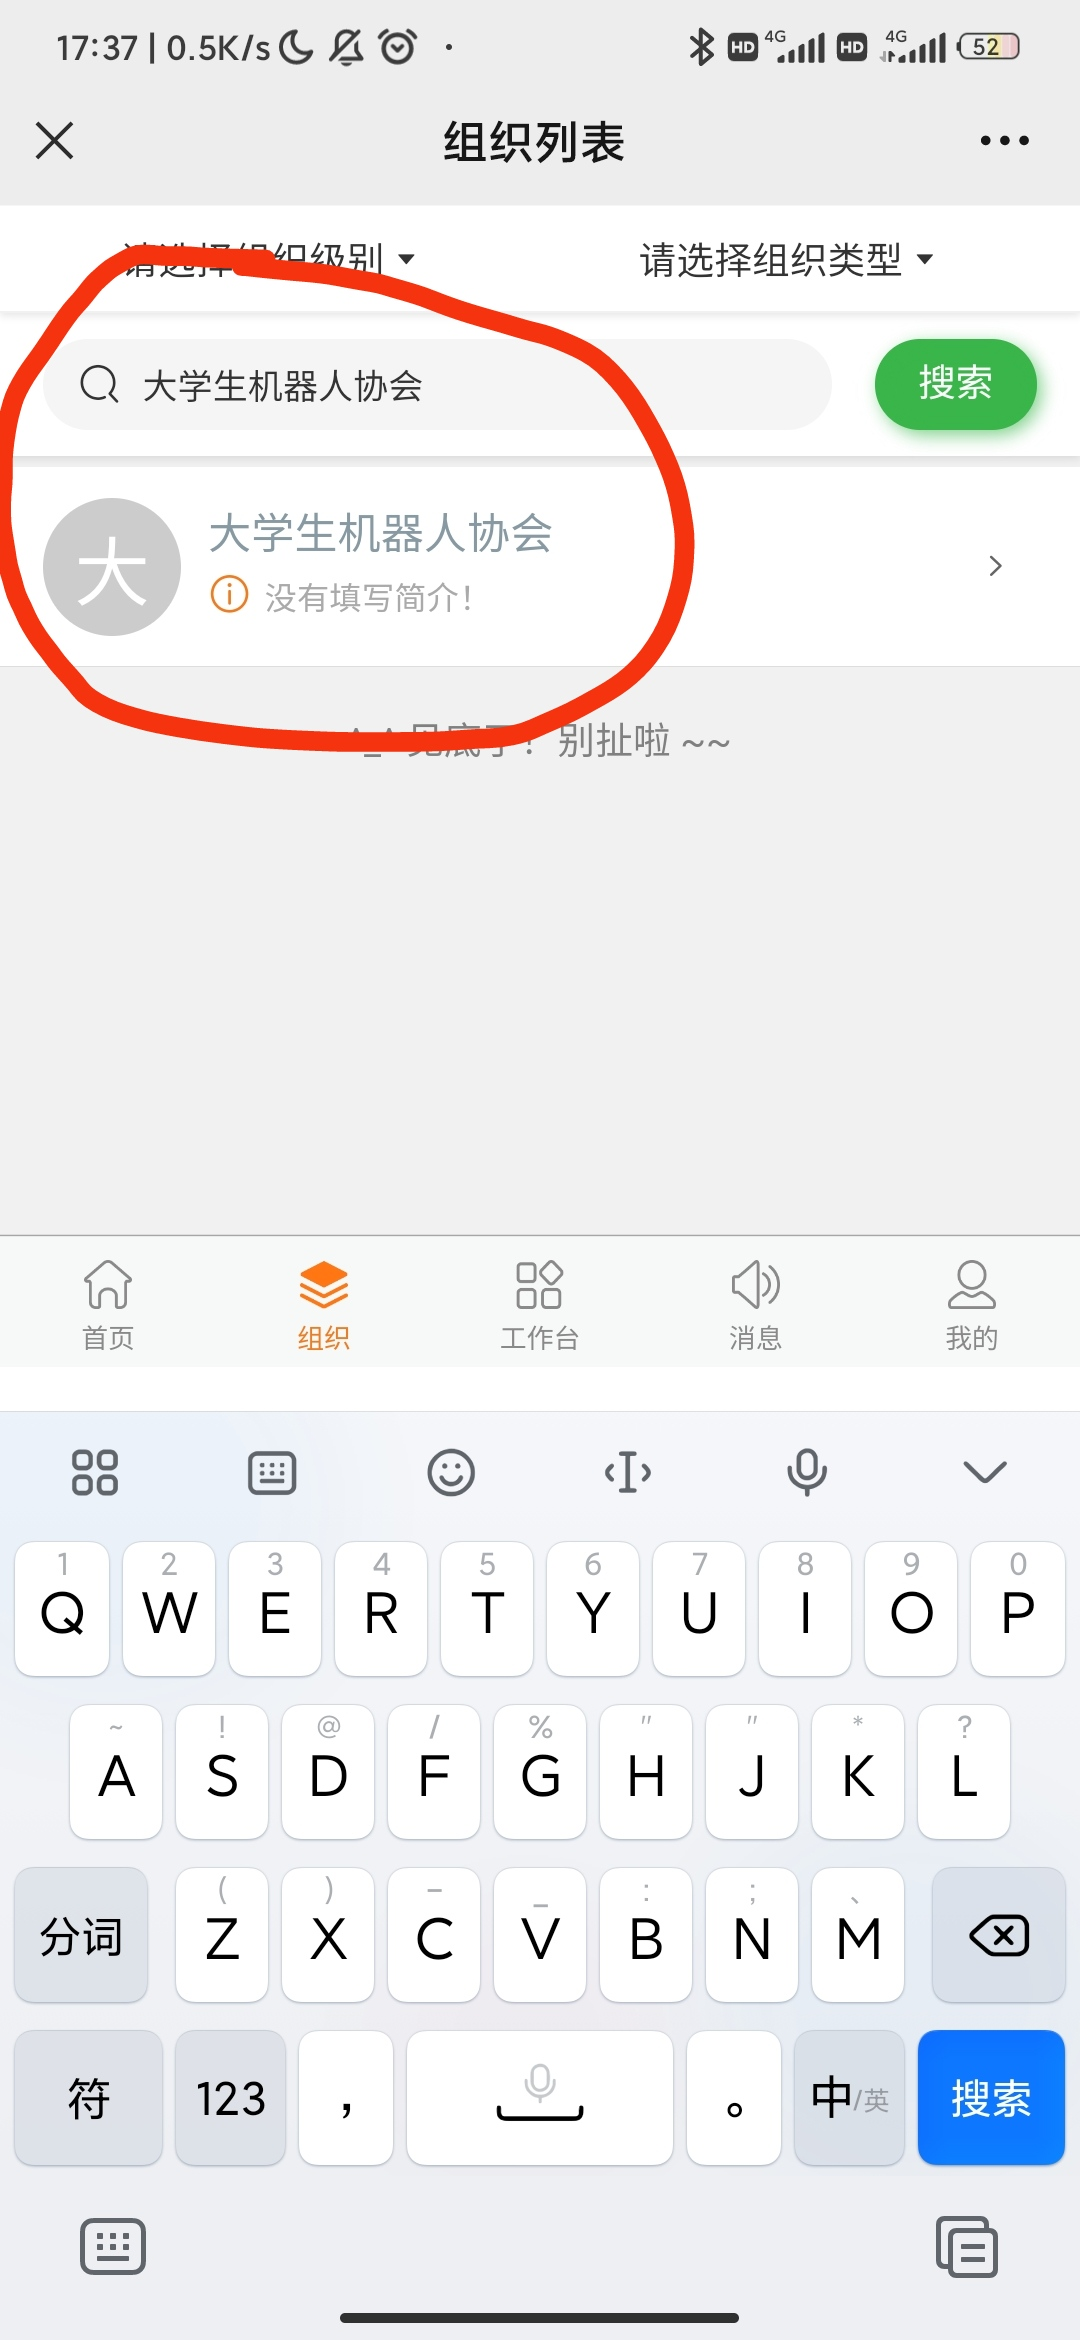 17:37 | 0.5K/s HD 4G HD 4G 52
组织列表
请选择组织级别 请选择组织类型
大学生机器人协会 搜索
大 大学生机器人协会
没有填写简介！
^_^ 见底了！别扯啦 ~~
首页 组织 工作台 消息 我的
1 2 3 4 5 6 7 8 9 0
Q W E R T Y U I O P
~ ! @ / % " " * ?
A S D F G H J K L
( ) – _ : ; 、
分词 Z X C V B N M
符 123 ， 。 中/英 搜索